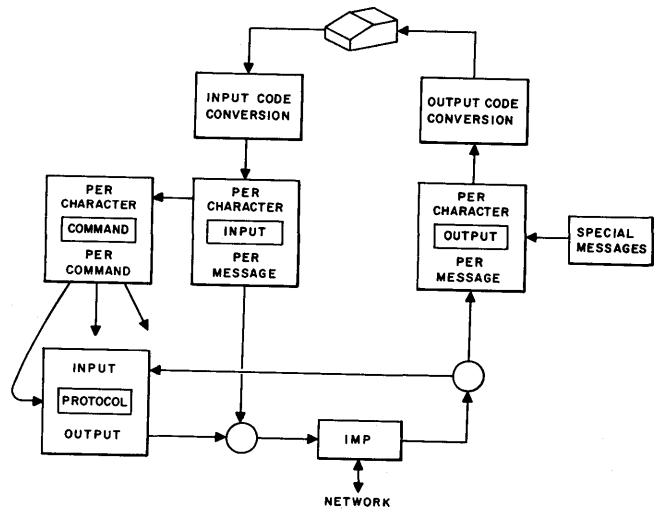 INPUT CODE
CONVERSION
OUTPUT CODE
CONVERSION
PER
CHARACTER
COMMAND
PER
COMMAND
PER
CHARACTER
INPUT
PER
MESSAGE
PER
CHARACTER
OUTPUT
PER
MESSAGE
SPECIAL
MESSAGES
INPUT
PROTOCOL
OUTPUT
IMP
NETWORK